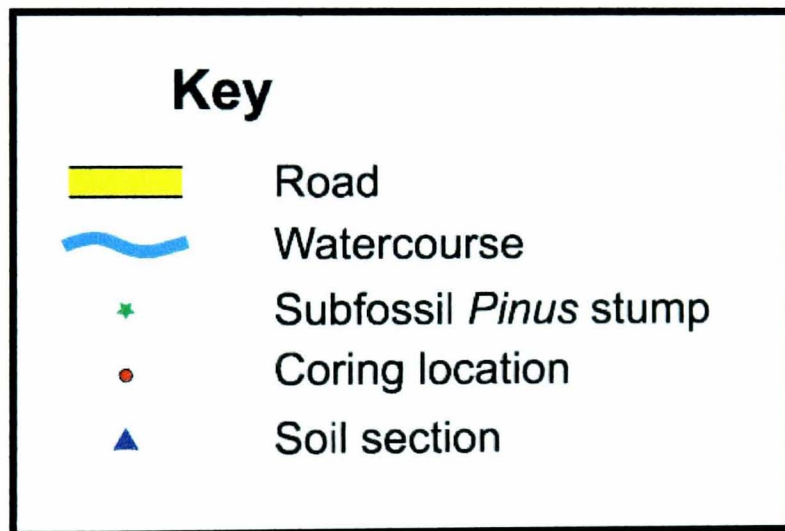 Key
Road
Watercourse
Subfossil Pinus stump
Coring location
Soil section